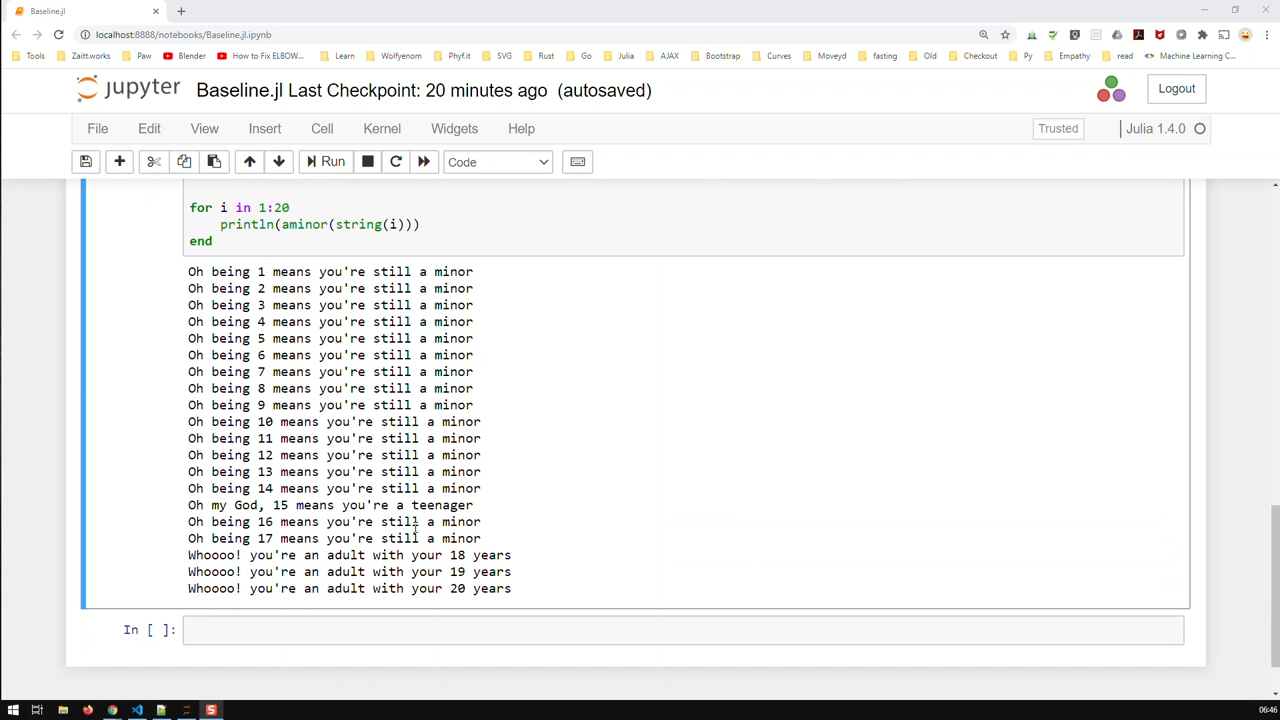 Baseline.jl
localhost:8888/notebooks/Baseline.jl.ipynb
Tools Zaitt.works Paw Blender How to Fix ELBOW... Learn Wolfyenom Phyf.it SVG Rust Go Julia AJAX Bootstrap Curves Moveyd fasting Old Checkout Py Empathy read Machine Learning C...
jupyter Baseline.jl Last Checkpoint: 20 minutes ago (autosaved) Logout
File Edit View Insert Cell Kernel Widgets Help Trusted Julia 1.4.0
Run Code
for i in 1:20
println(aminor(string(i)))
end
Oh being 1 means you're still a minor
Oh being 2 means you're still a minor
Oh being 3 means you're still a minor
Oh being 4 means you're still a minor
Oh being 5 means you're still a minor
Oh being 6 means you're still a minor
Oh being 7 means you're still a minor
Oh being 8 means you're still a minor
Oh being 9 means you're still a minor
Oh being 10 means you're still a minor
Oh being 11 means you're still a minor
Oh being 12 means you're still a minor
Oh being 13 means you're still a minor
Oh being 14 means you're still a minor
Oh my God, 15 means you're a teenager
Oh being 16 means you're still a minor
Oh being 17 means you're still a minor
Whoooo! you're an adult with your 18 years
Whoooo! you're an adult with your 19 years
Whoooo! you're an adult with your 20 years
In [ ]:
06:46